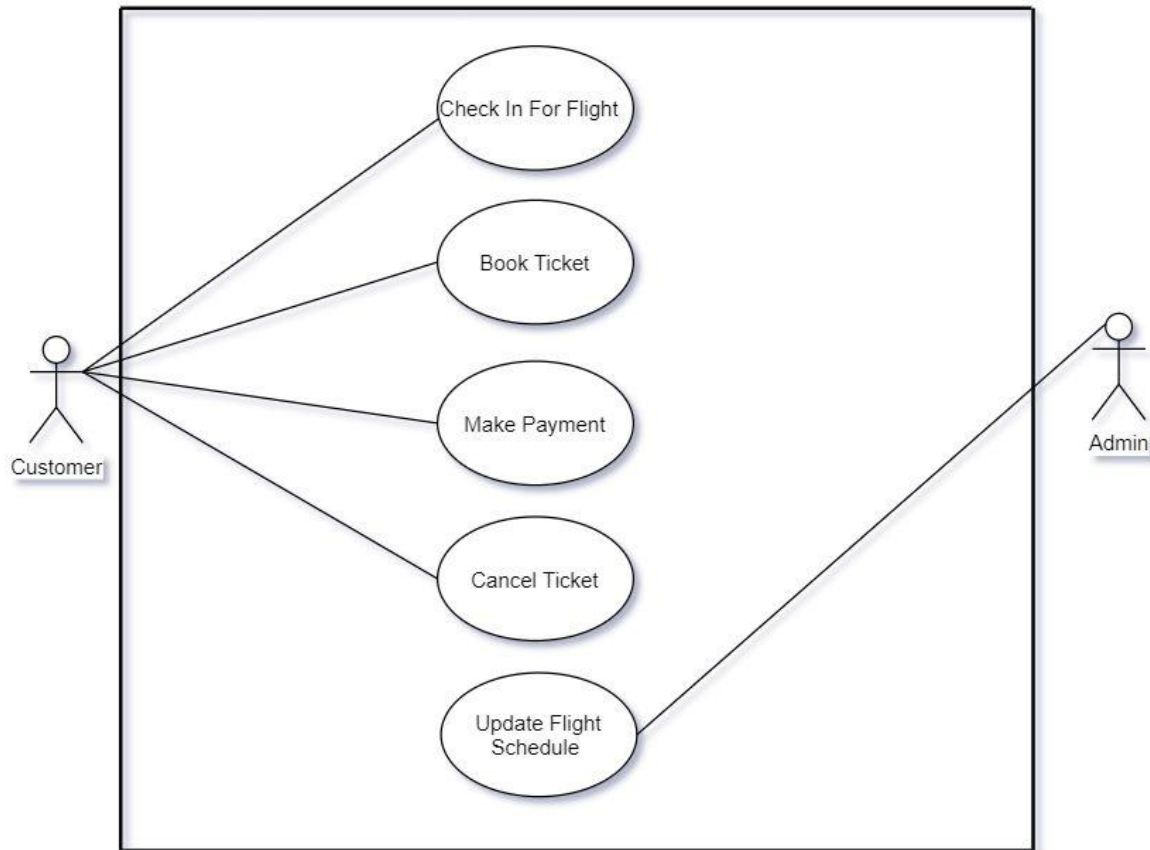 Check In For Flight
Book Ticket
Make Payment
Customer
Admin
Cancel Ticket
Update Flight
Schedule